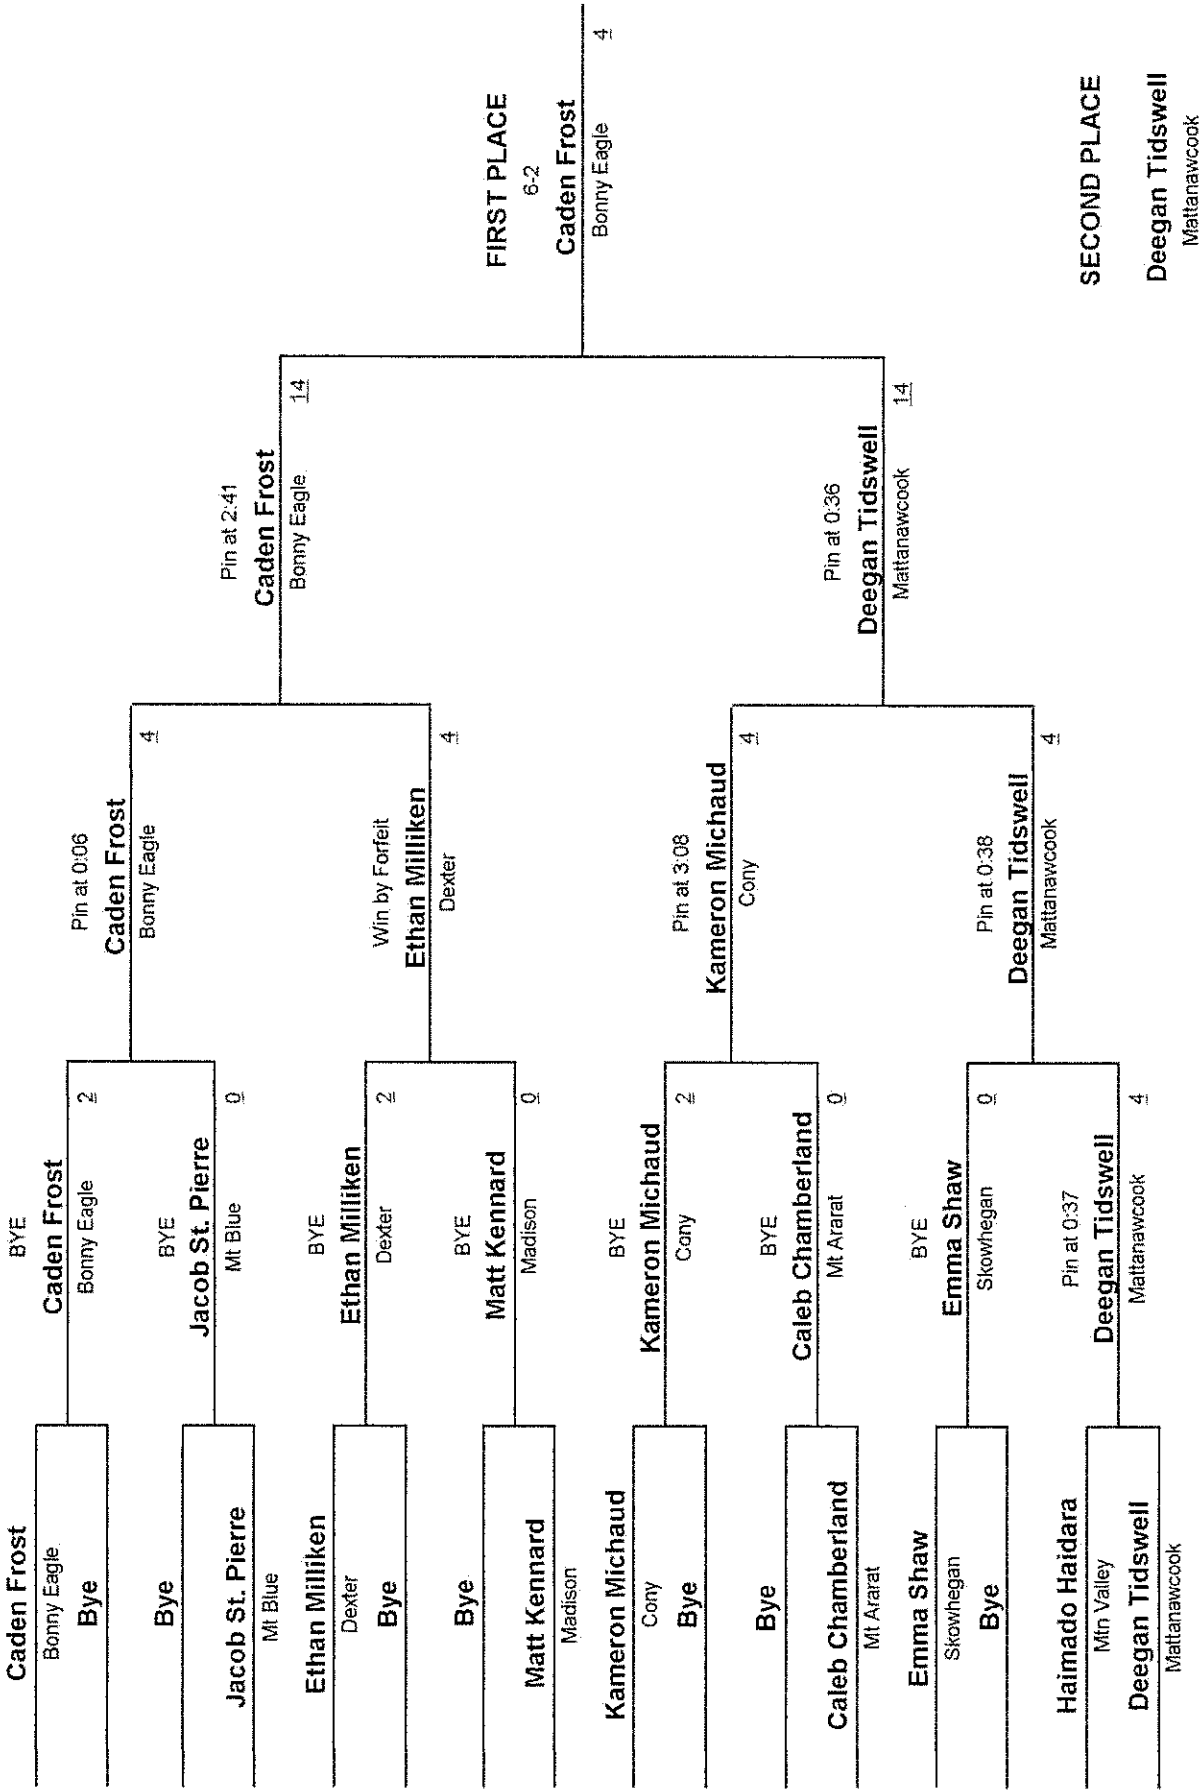 Caden Frost
Bonny Eagle
Bye
Bye
Jacob St. Pierre
Mt Blue
Ethan Milliken
Dexter
Bye
Bye
Matt Kennard
Madison
Kameron Michaud
Cony
Bye
Bye
Caleb Chamberland
Mt Ararat
Emma Shaw
Skowhegan
Bye
Haimado Haidara
Mtn Valley
Deegan Tidswell
Mattanawcook
BYE
Caden Frost
Bonny Eagle
2
BYE
Jacob St. Pierre
Mt Blue
0
BYE
Ethan Milliken
Dexter
2
BYE
Matt Kennard
Madison
0
BYE
Kameron Michaud
Cony
2
BYE
Caleb Chamberland
Mt Ararat
0
BYE
Emma Shaw
Skowhegan
0
Pin at 0:37
Deegan Tidswell
Mattanawcook
4
Pin at 0:06
Caden Frost
Bonny Eagle
4
Win by Forfeit
Ethan Milliken
Dexter
4
Pin at 3:08
Kameron Michaud
Cony
4
Pin at 0:38
Deegan Tidswell
Mattanawcook
4
Pin at 2:41
Caden Frost
Bonny Eagle
14
Pin at 0:36
Deegan Tidswell
Mattanawcook
14
FIRST PLACE
6-2
Caden Frost
Bonny Eagle
4
SECOND PLACE
Deegan Tidswell
Mattanawcook